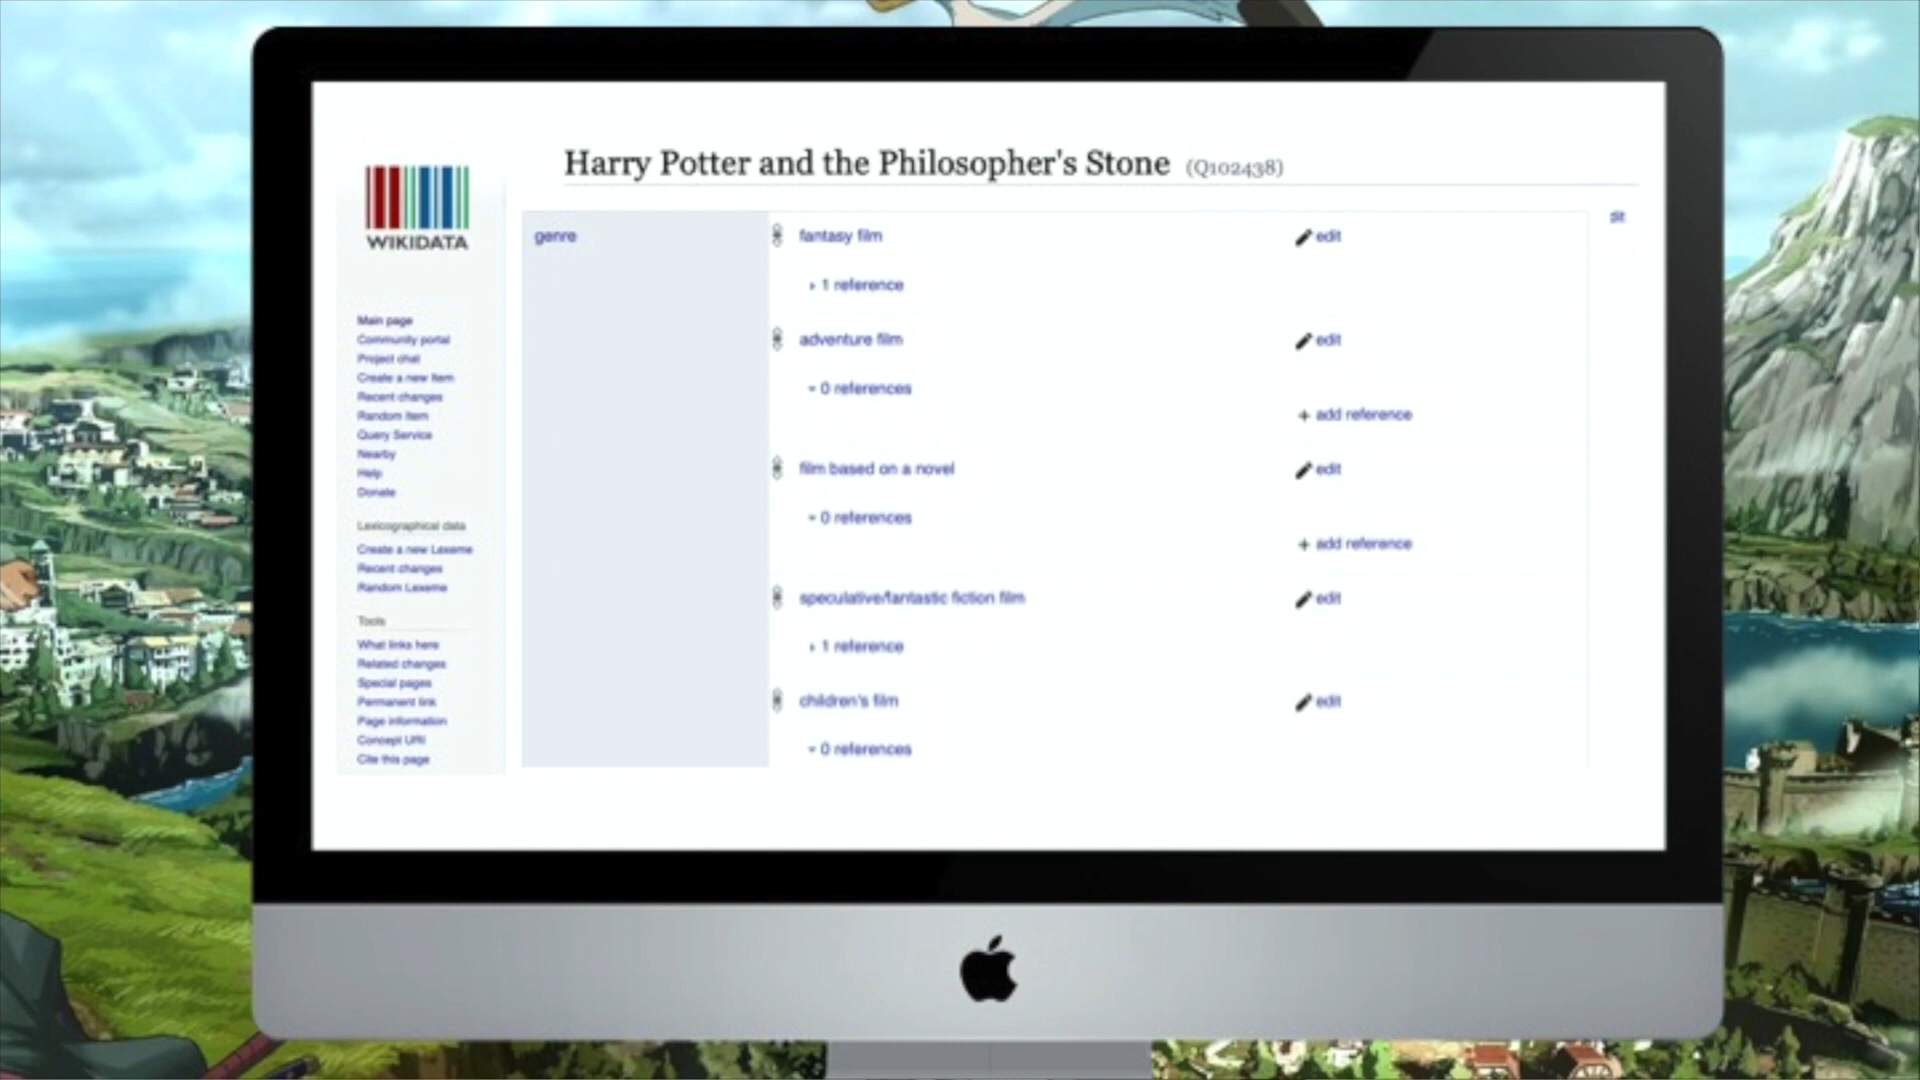 Harry Potter and the Philosopher's Stone (Q102438)
WIKIDATA
Main page
Community portal
Project chat
Create a new Item
Recent changes
Random Item
Query Service
Nearby
Help
Donate
Lexicographical data
Create a new Lexeme
Recent changes
Random Lexeme
Tools
What links here
Related changes
Special pages
Permanent link
Page information
Concept URI
Cite this page
genre
fantasy film
edit
1 reference
adventure film
edit
0 references
+ add reference
film based on a novel
edit
0 references
+ add reference
speculative/fantastic fiction film
edit
1 reference
children's film
edit
0 references